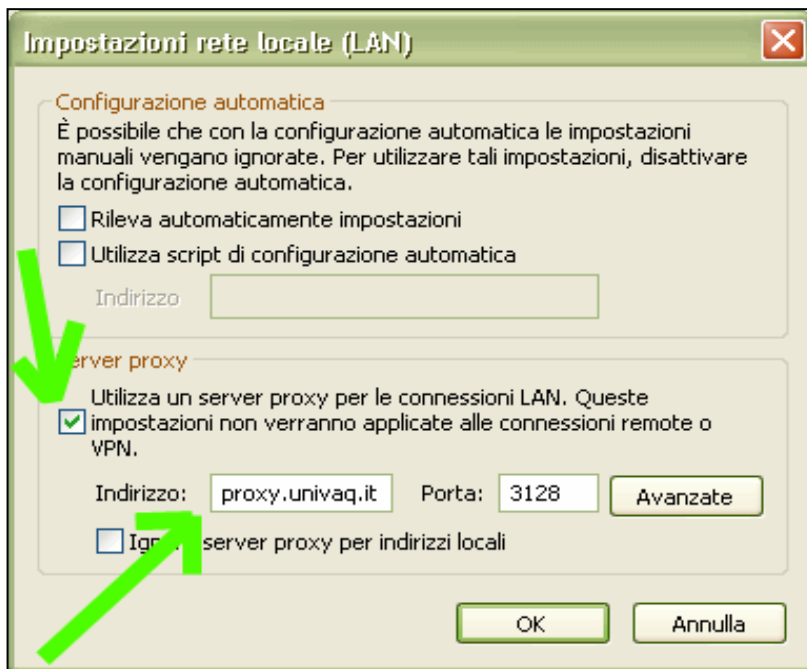 Impostazioni rete locale (LAN)
Configurazione automatica
È possibile che con la configurazione automatica le impostazioni
manuali vengano ignorate. Per utilizzare tali impostazioni, disattivare
la configurazione automatica.
Rileva automaticamente impostazioni
Utilizza script di configurazione automatica
Indirizzo
Server proxy
Utilizza un server proxy per le connessioni LAN. Queste
impostazioni non verranno applicate alle connessioni remote o
VPN.
Indirizzo: proxy.univaq.it Porta: 3128 Avanzate
Ignora server proxy per indirizzi locali
OK Annulla